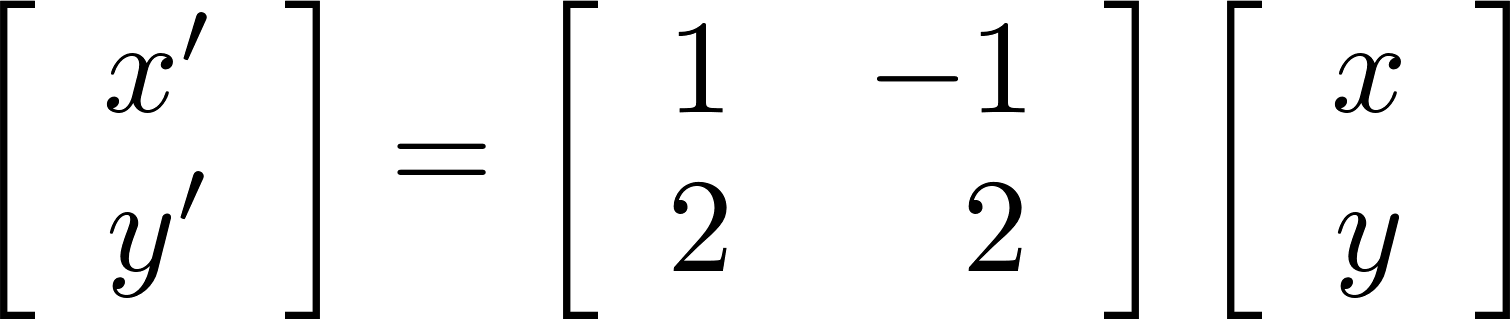 [ x′ ] = [ 1 −1 ] [ x ]
[ y′ ] [ 2 2 ] [ y ]